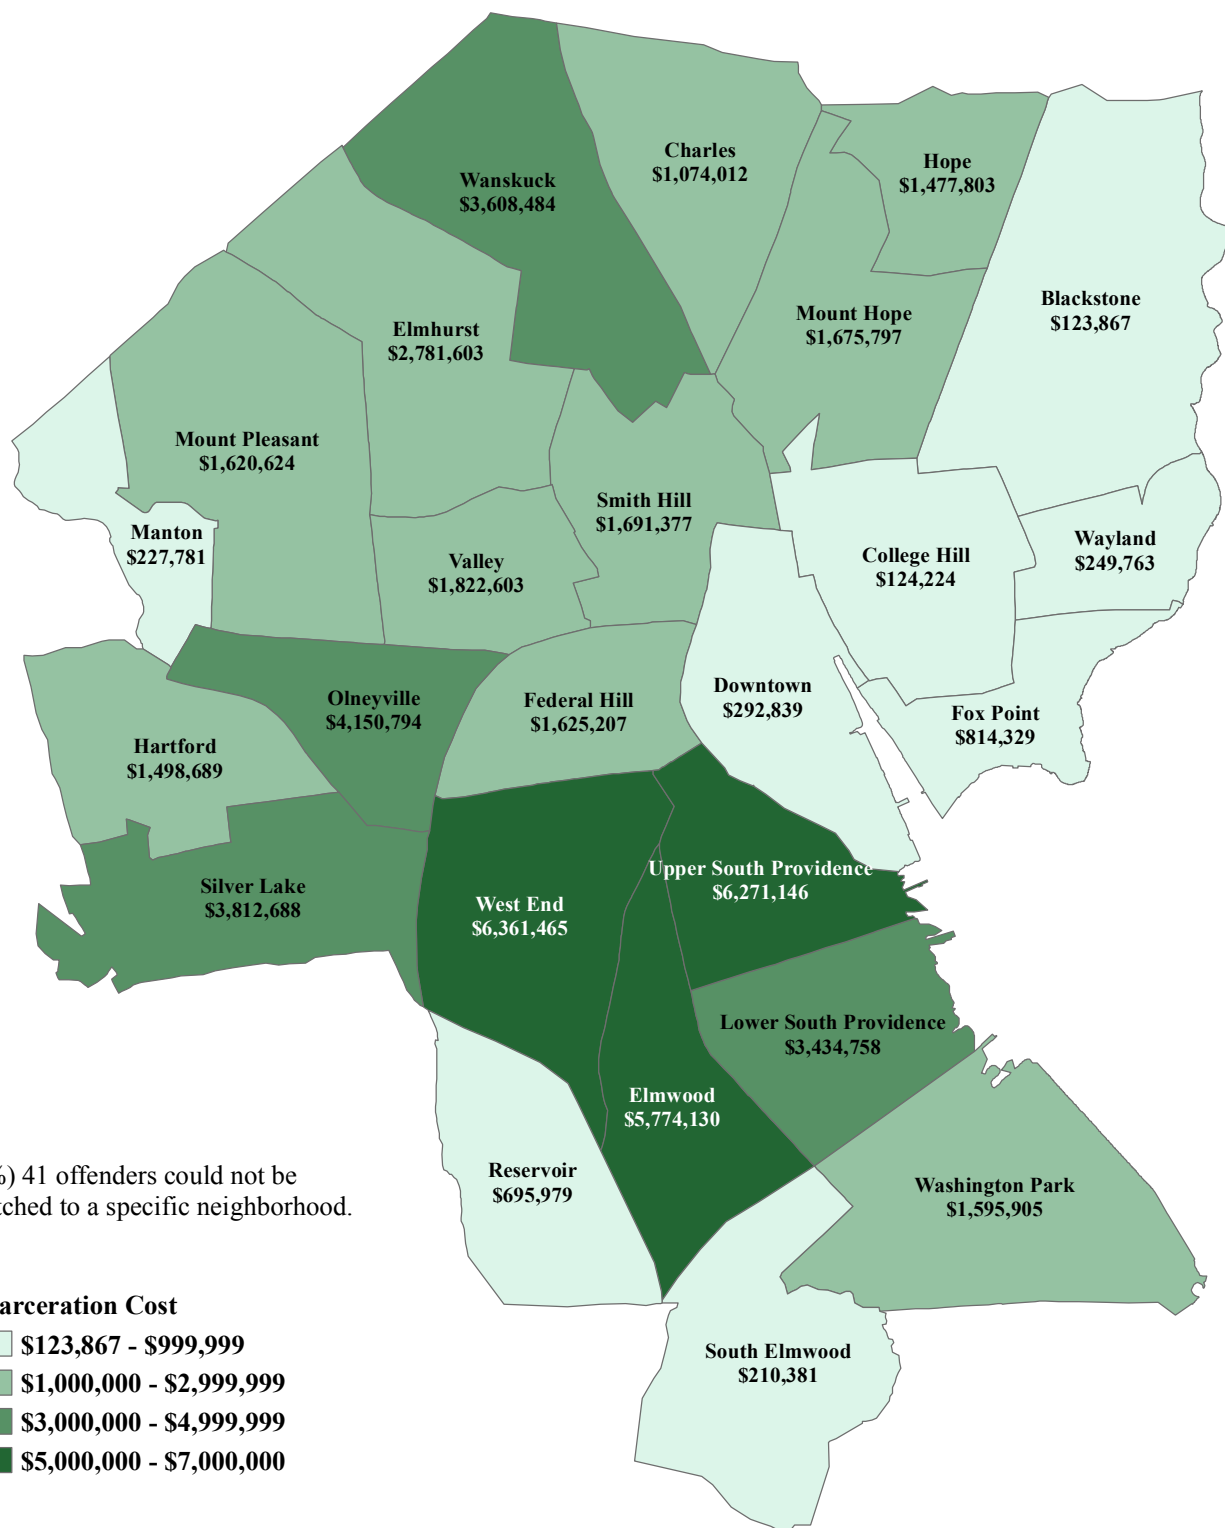 Charles
$1,074,012
Hope
$1,477,803
Wanskuck
$3,608,484
Blackstone
$123,867
Mount Hope
$1,675,797
Elmhurst
$2,781,603
Mount Pleasant
$1,620,624
Smith Hill
$1,691,377
Manton
$227,781
Valley
$1,822,603
College Hill
$124,224
Wayland
$249,763
Olneyville
$4,150,794
Federal Hill
$1,625,207
Downtown
$292,839
Fox Point
$814,329
Hartford
$1,498,689
Silver Lake
$3,812,688
West End
$6,361,465
Upper South Providence
$6,271,146
Lower South Providence
$3,434,758
Elmwood
$5,774,130
Reservoir
$695,979
Washington Park
$1,595,905
South Elmwood
$210,381
%) 41 offenders could not be
tched to a specific neighborhood.
arceration Cost
$123,867 - $999,999
$1,000,000 - $2,999,999
$3,000,000 - $4,999,999
$5,000,000 - $7,000,000